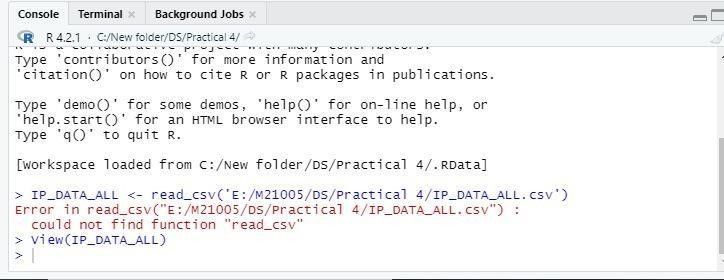 Console Terminal Background Jobs
R 4.2.1 · C:/New folder/DS/Practical 4/
R is a collaborative project with many contributors.
Type 'contributors()' for more information and
'citation()' on how to cite R or R packages in publications.
Type 'demo()' for some demos, 'help()' for on-line help, or
'help.start()' for an HTML browser interface to help.
Type 'q()' to quit R.
[Workspace loaded from C:/New folder/DS/Practical 4/.RData]
> IP_DATA_ALL <- read_csv('E:/M21005/DS/Practical 4/IP_DATA_ALL.csv')
Error in read_csv("E:/M21005/DS/Practical 4/IP_DATA_ALL.csv") :
could not find function "read_csv"
> View(IP_DATA_ALL)
>